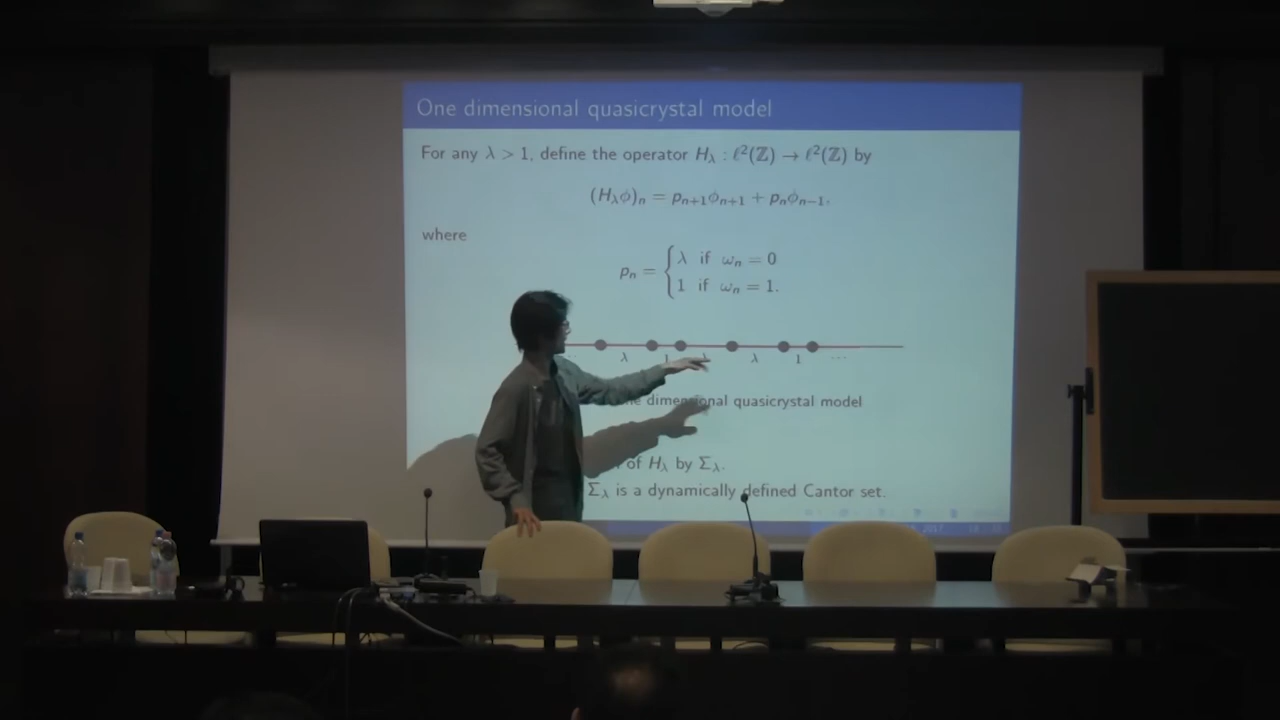 One dimensional quasicrystal model
For any λ > 1, define the operator H_λ : ℓ²(ℤ) → ℓ²(ℤ) by
(H_λϕ)_n = p_{n+1}ϕ_{n+1} + p_nϕ_{n−1}.
where
p_n = { λ if ω_n = 0
1 if ω_n = 1.
λ 1 λ λ 1 ...
dimensional quasicrystal model
of H_λ by Σ_λ.
Σ_λ is a dynamically defined Cantor set.
2017